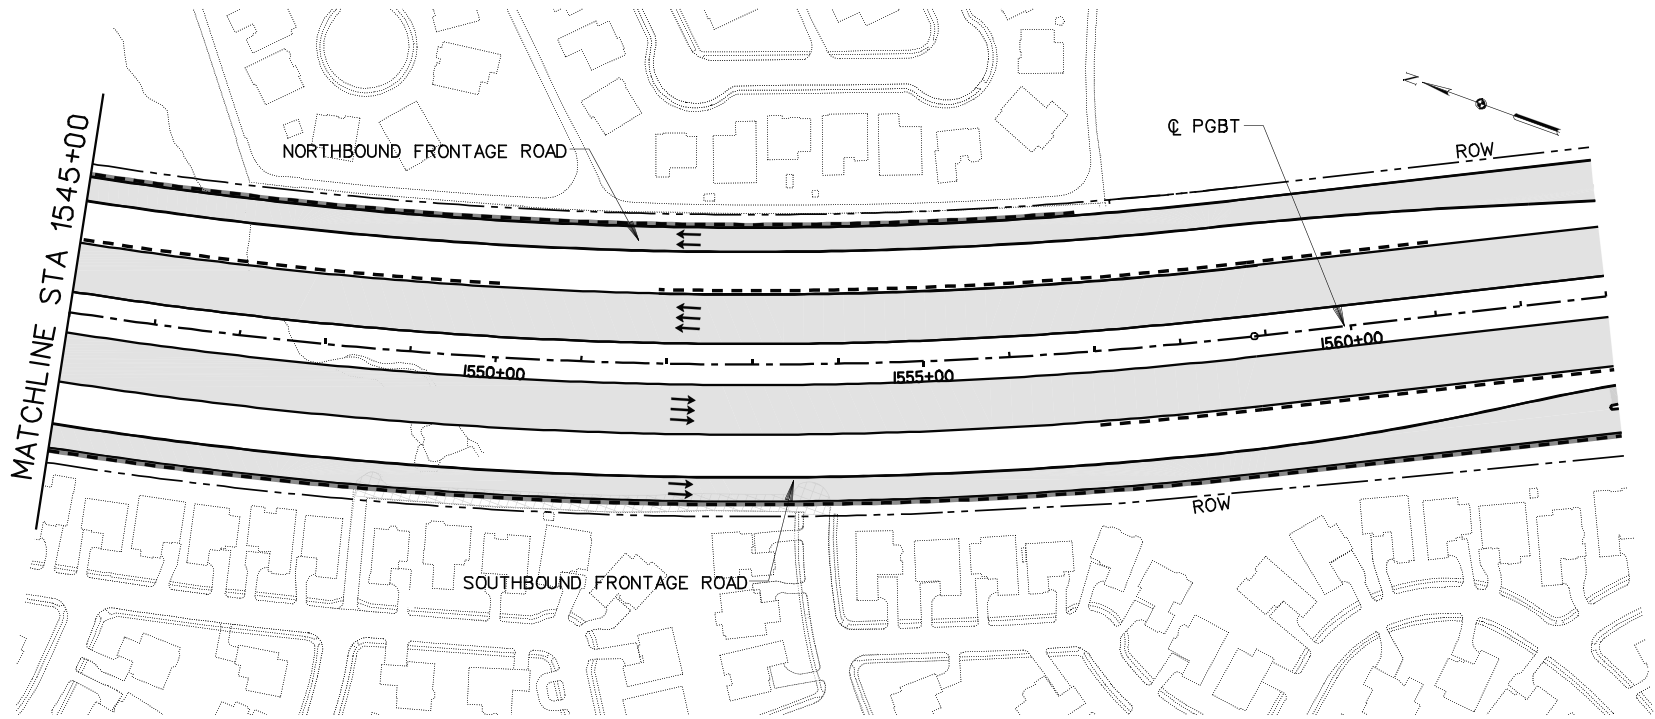 N
℄ PGBT
NORTHBOUND FRONTAGE ROAD
ROW
MATCHLINE STA 1545+00
1550+00
1555+00
1560+00
ROW
SOUTHBOUND FRONTAGE ROAD